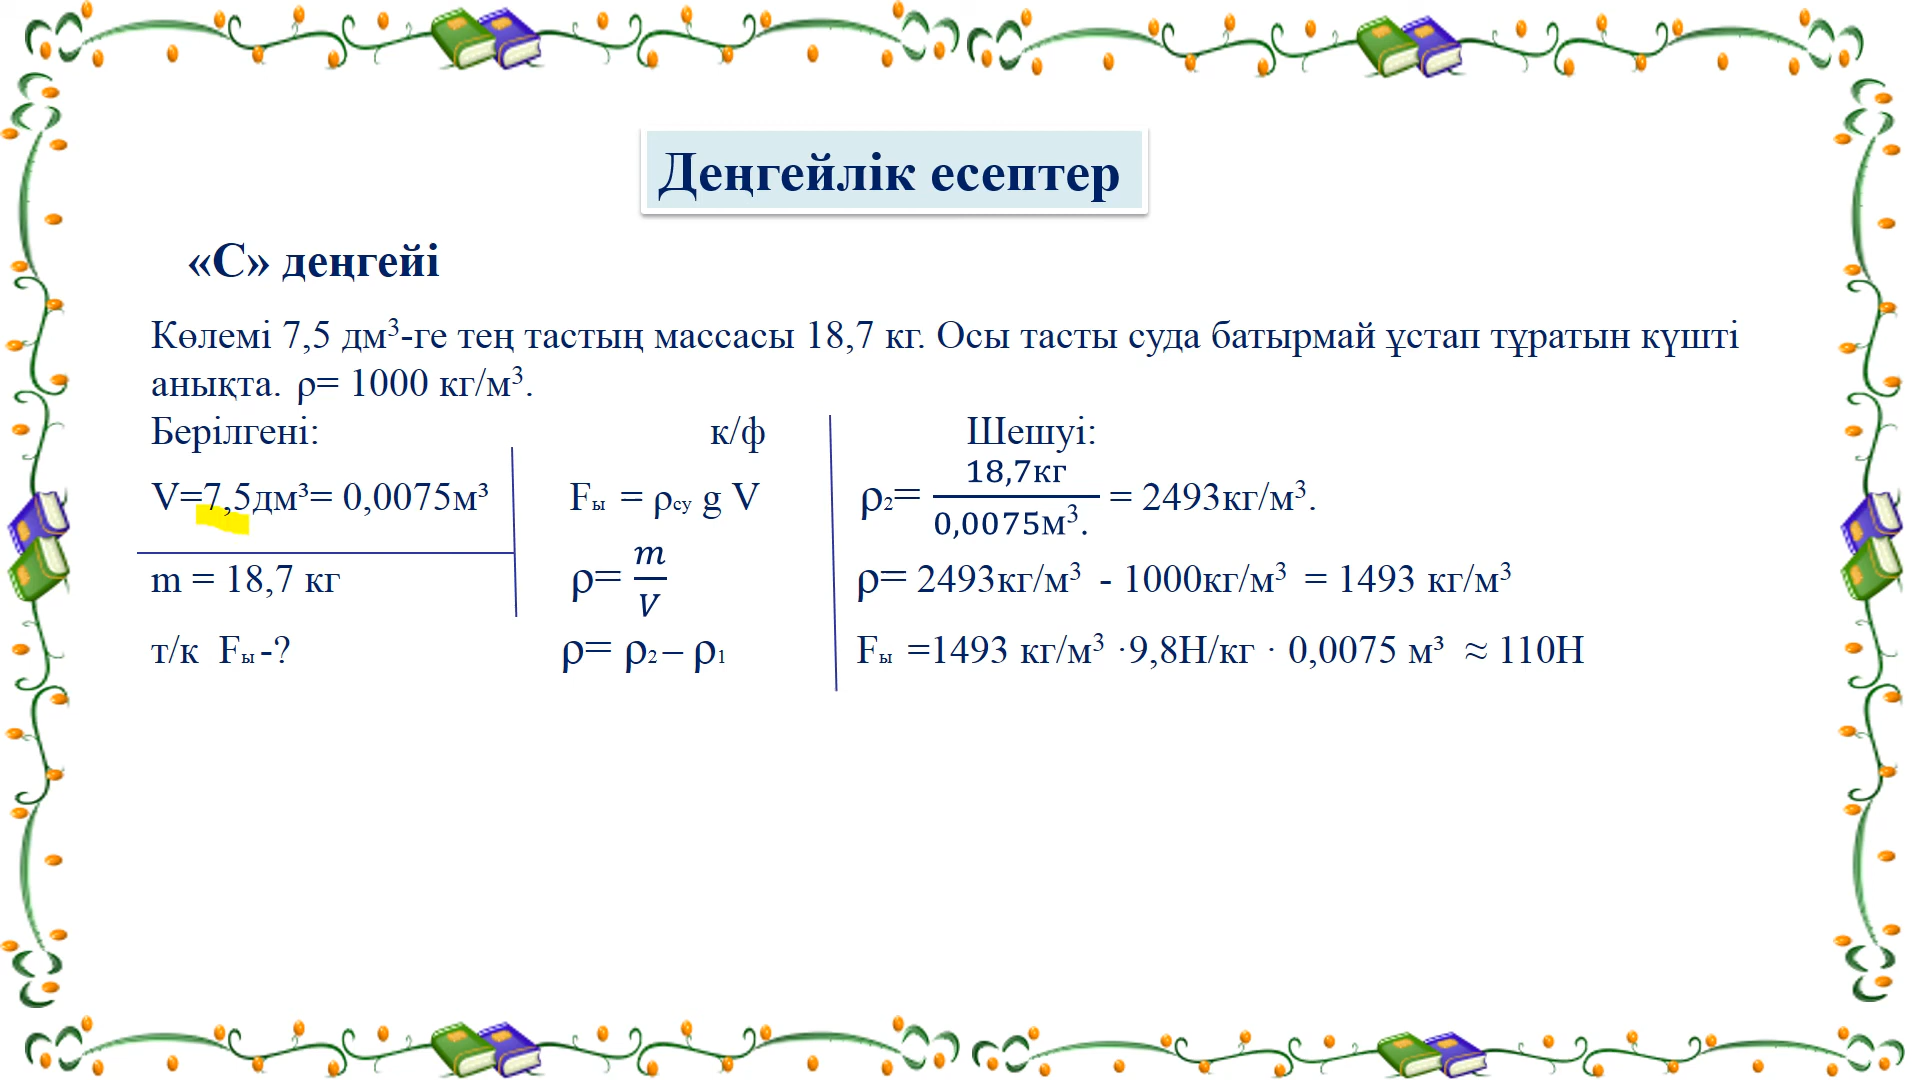 Деңгейлік есептер
«С» деңгейі
Көлемі 7,5 дм³-ге тең тастың массасы 18,7 кг. Осы тасты суда батырмай ұстап тұратын күшті
анықта. ρ= 1000 кг/м³.
Берілгені: к/ф Шешуі:
V=7,5дм³= 0,0075м³ Fы = ρсу g V ρ₂= 18,7кг/0,0075м³. = 2493кг/м³.
m = 18,7 кг ρ= m/V ρ= 2493кг/м³ - 1000кг/м³ = 1493 кг/м³
т/к Fы -? ρ= ρ₂ – ρ₁ Fы =1493 кг/м³ ·9,8Н/кг · 0,0075 м³ ≈ 110Н